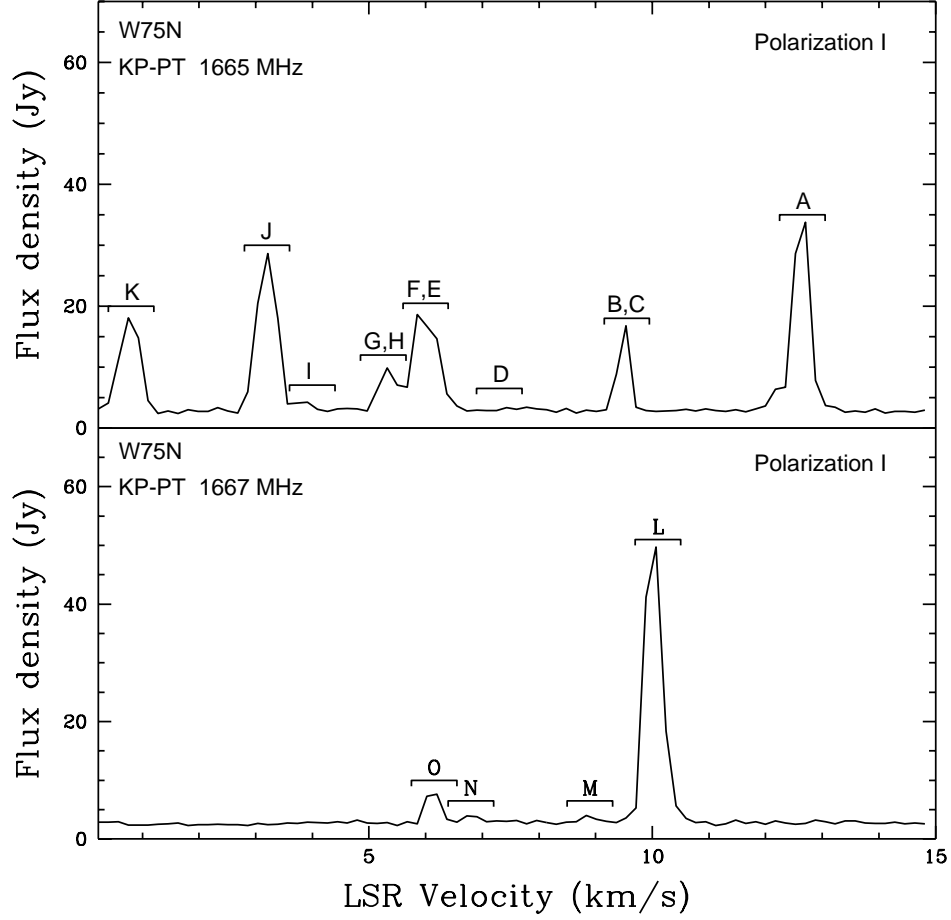 W75N
KP-PT 1665 MHz
Polarization I
Flux density (Jy)
60
40
20
0
K
J
I
G,H
F,E
D
B,C
A
W75N
KP-PT 1667 MHz
Polarization I
Flux density (Jy)
60
40
20
0
O
N
M
L
5
10
15
LSR Velocity (km/s)